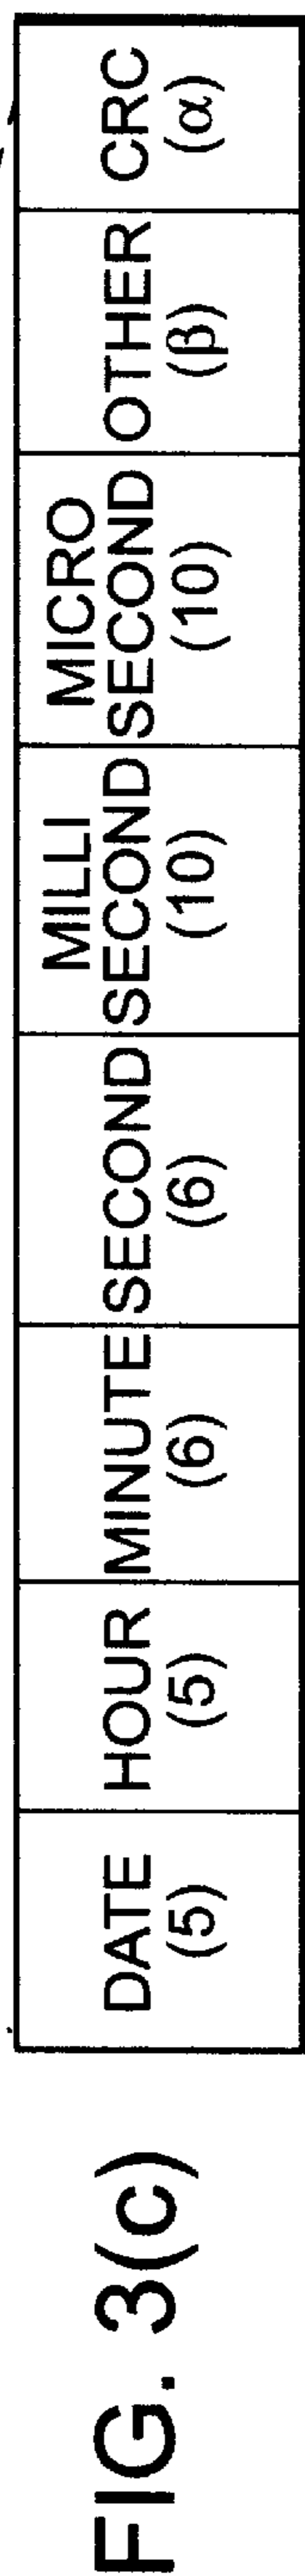 FIG. 3(c)
DATE
(5)
HOUR
(5)
MINUTE
(6)
SECOND
(6)
MILLI
SECOND
(10)
MICRO
SECOND
(10)
OTHER
(β)
CRC
(α)